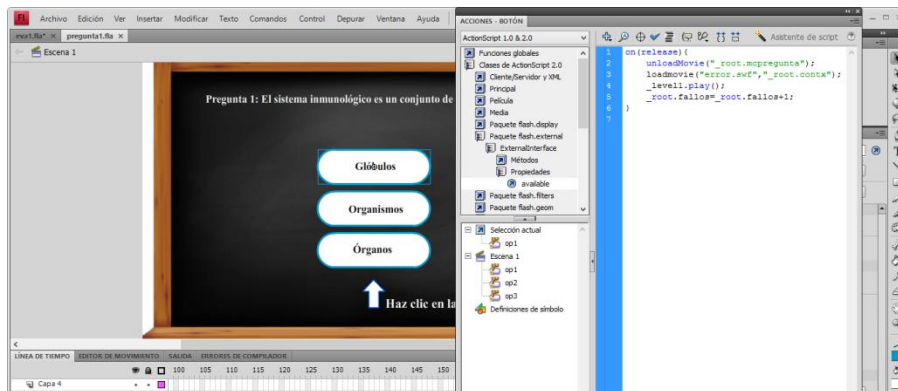 FL Archivo Edición Ver Insertar Modificar Texto Comandos Control Depurar Ventana Ayuda
eva1.fla* × pregunta1.fla ×
Escena 1
Pregunta 1: El sistema inmunológico es un conjunto de
Glóbulos
Organismos
Órganos
Haz clic en la
LÍNEA DE TIEMPO EDITOR DE MOVIMIENTO SALIDA ERRORES DE COMPILADOR
100 105 110 115 120 125 130 135 140 145 150
Capa 4
ACCIONES - BOTÓN
ActionScript 1.0 & 2.0
Funciones globales
Clases de ActionScript 2.0
Cliente/Servidor y XML
Principal
Película
Media
Paquete flash.display
Paquete flash.external
ExternalInterface
Métodos
Propiedades
available
Paquete flash.filters
Paquete flash.geom
Selección actual
op1
Escena 1
op1
op2
op3
Definiciones de símbolo
Asistente de script
1 on(release){
2 unloadMovie("_root.mcpregunta");
3 loadmovie("error.swf","_root.contx");
4 _level1.play();
5 _root.fallos=_root.fallos+1;
6 }
7